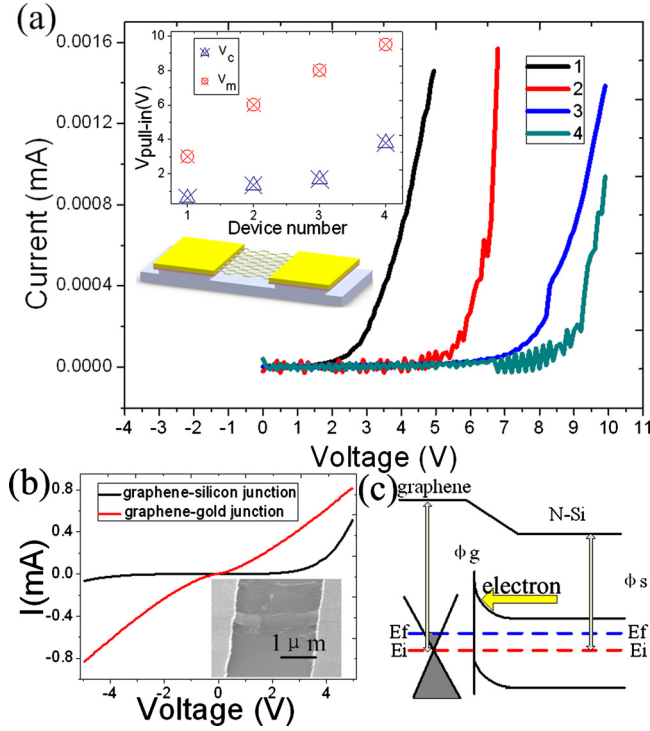 (a)
0.0016
0.0012
0.0008
0.0004
0.0000
Current (mA)
-4 -3 -2 -1 0 1 2 3 4 5 6 7 8 9 10 11
Voltage (V)
1
2
3
4
10
8
6
4
2
Vpull-in(V)
Vc
Vm
1 2 3 4
Device number
(b)
0.8
0.4
0.0
-0.4
-0.8
I(mA)
graphene-silicon junction
graphene-gold junction
1 μm
-4 -2 0 2 4
Voltage (V)
(c)
graphene
N-Si
ϕg
ϕs
electron
Ef Ef
Ei Ei